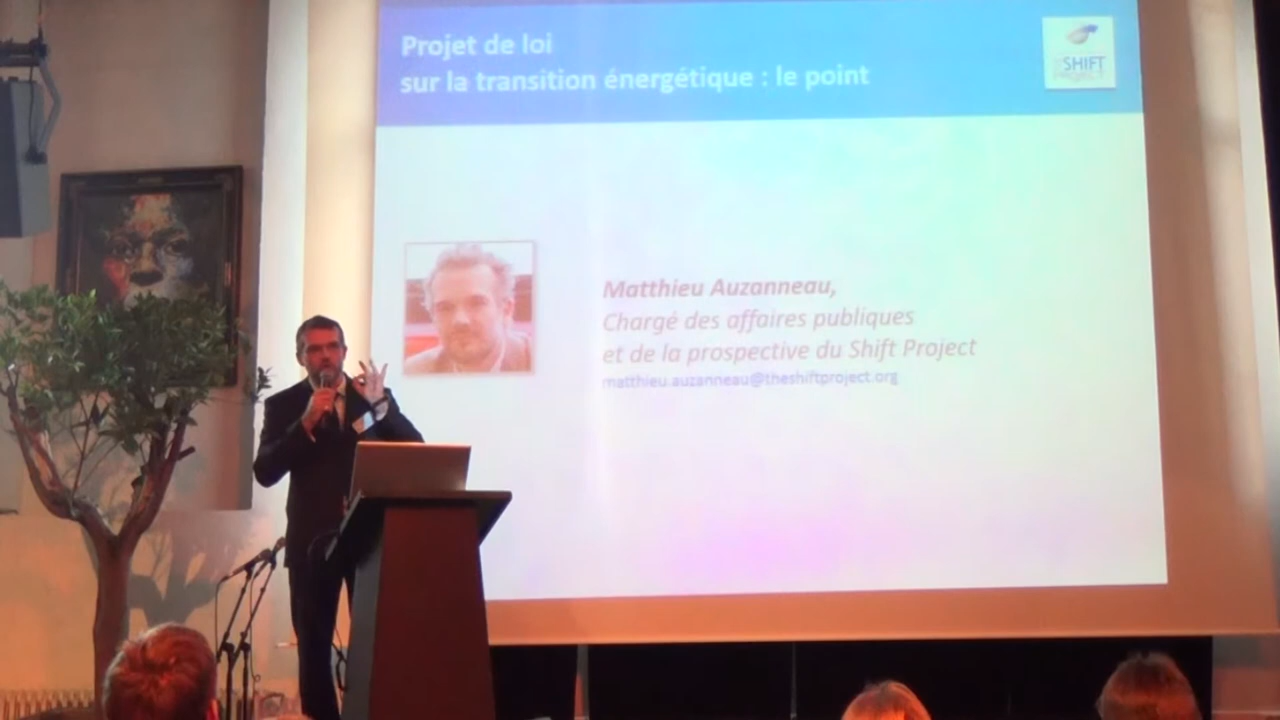 Projet de loi
sur la transition énergétique : le point
SHIFT
PROJECT
Matthieu Auzanneau,
Chargé des affaires publiques
et de la prospective du Shift Project
matthieu.auzanneau@theshiftproject.org